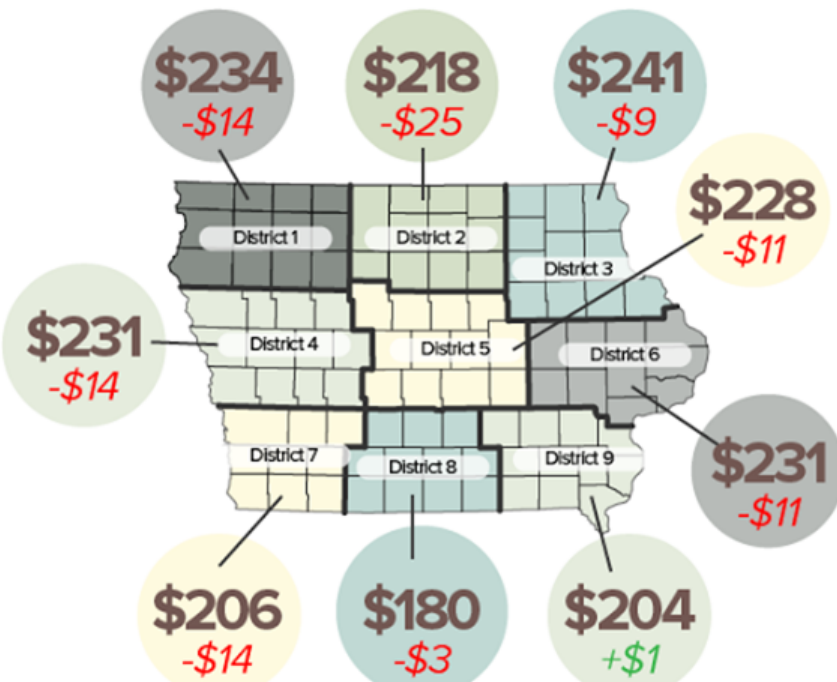 $234
-$14
$218
-$25
$241
-$9
$228
-$11
District 1
District 2
District 3
$231
-$14
District 4
District 5
District 6
$231
-$11
District 7
District 8
District 9
$206
-$14
$180
-$3
$204
+$1